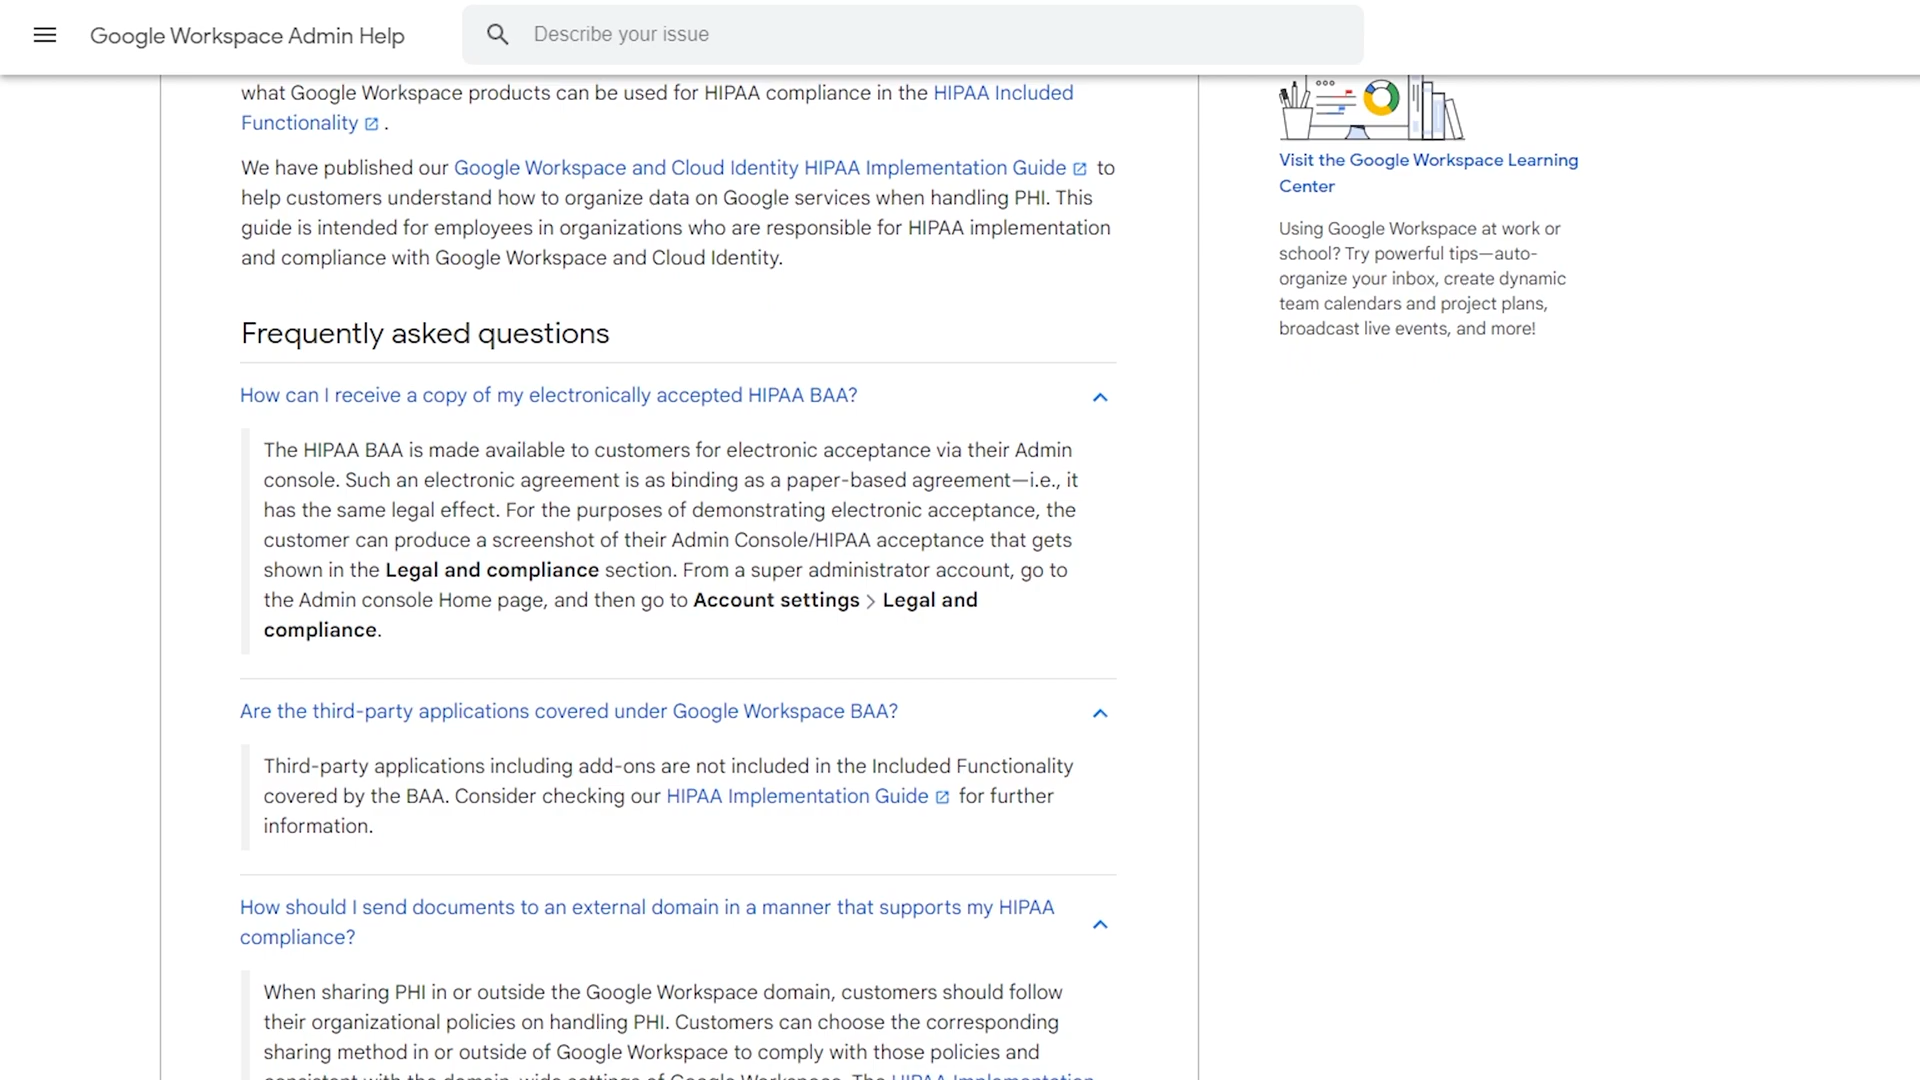 Google Workspace Admin Help
Describe your issue
what Google Workspace products can be used for HIPAA compliance in the HIPAA Included
Functionality .
We have published our Google Workspace and Cloud Identity HIPAA Implementation Guide to
help customers understand how to organize data on Google services when handling PHI. This
guide is intended for employees in organizations who are responsible for HIPAA implementation
and compliance with Google Workspace and Cloud Identity.
Frequently asked questions
How can I receive a copy of my electronically accepted HIPAA BAA?
The HIPAA BAA is made available to customers for electronic acceptance via their Admin
console. Such an electronic agreement is as binding as a paper-based agreement—i.e., it
has the same legal effect. For the purposes of demonstrating electronic acceptance, the
customer can produce a screenshot of their Admin Console/HIPAA acceptance that gets
shown in the Legal and compliance section. From a super administrator account, go to
the Admin console Home page, and then go to Account settings > Legal and
compliance.
Are the third-party applications covered under Google Workspace BAA?
Third-party applications including add-ons are not included in the Included Functionality
covered by the BAA. Consider checking our HIPAA Implementation Guide for further
information.
How should I send documents to an external domain in a manner that supports my HIPAA
compliance?
When sharing PHI in or outside the Google Workspace domain, customers should follow
their organizational policies on handling PHI. Customers can choose the corresponding
sharing method in or outside of Google Workspace to comply with those policies and
consistent with the domain-wide settings of Google Workspace. The HIPAA Implementation
Visit the Google Workspace Learning
Center
Using Google Workspace at work or
school? Try powerful tips—auto-
organize your inbox, create dynamic
team calendars and project plans,
broadcast live events, and more!